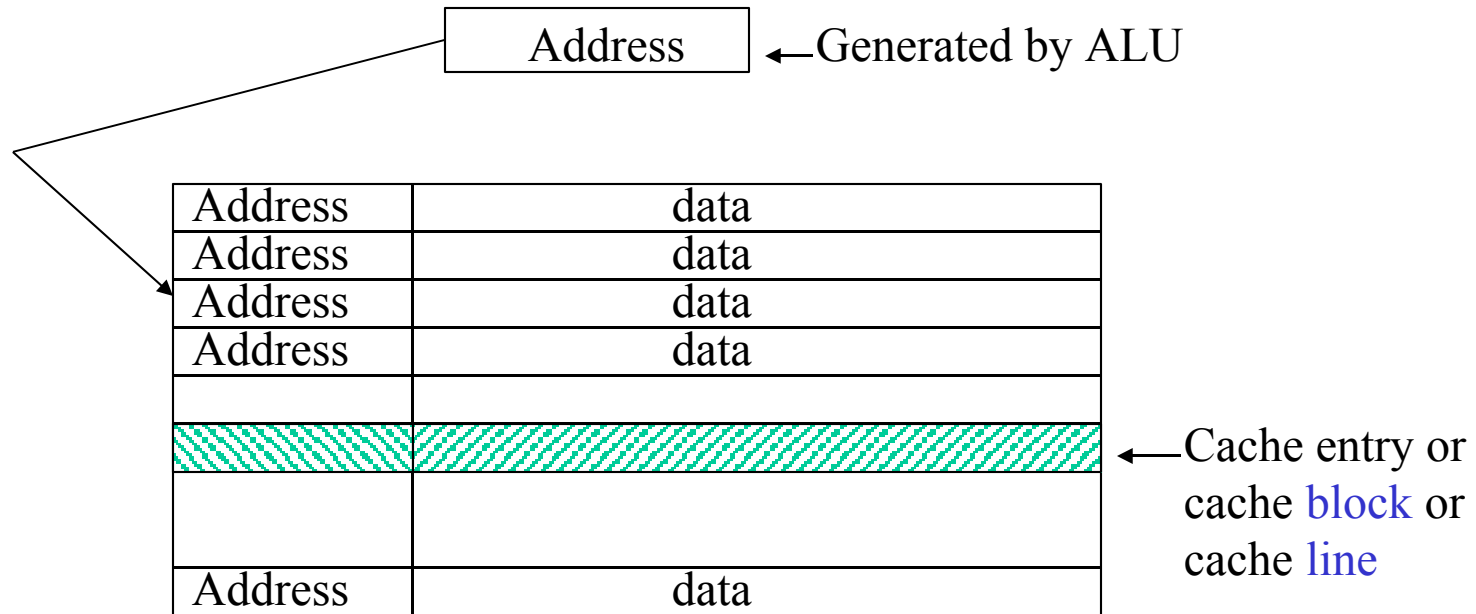 Address Generated by ALU
Address data
Address data
Address data
Address data
Cache entry or
cache block or
cache line
Address data